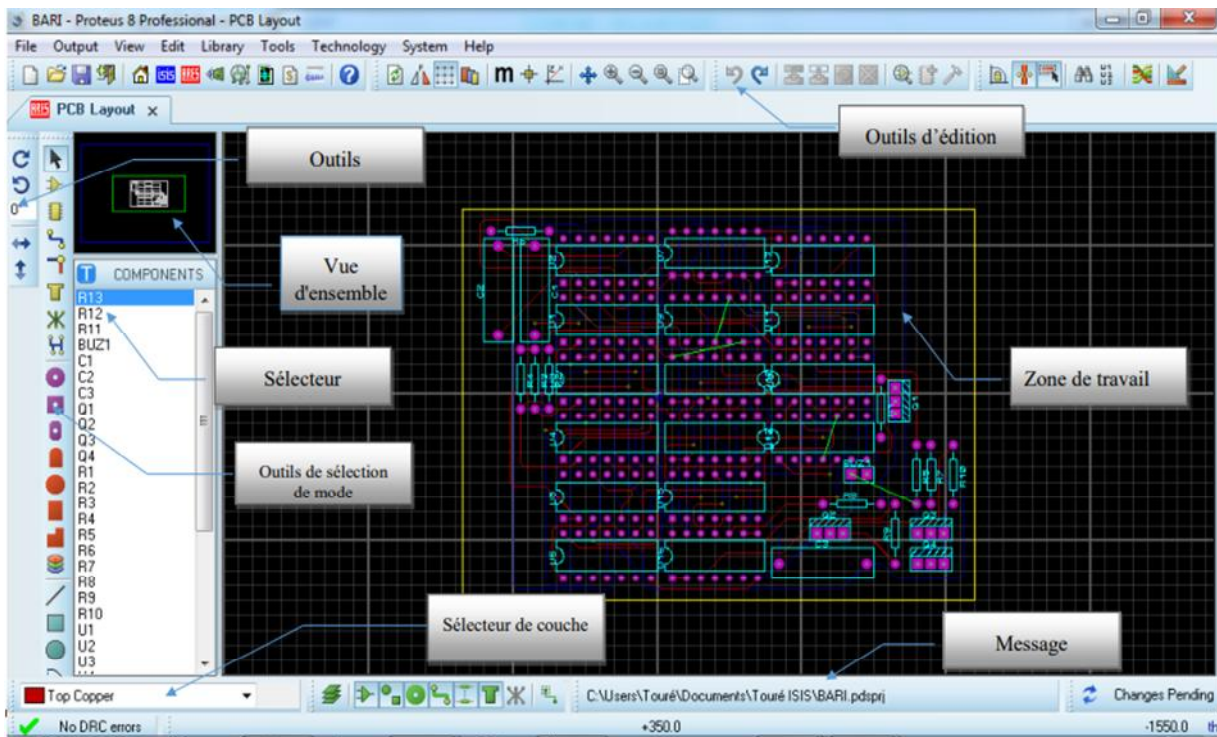 BARI - Proteus 8 Professional - PCB Layout
File Output View Edit Library Tools Technology System Help
isis
m
ARES PCB Layout x
Outils d'édition
Outils
0
Vue
d'ensemble
T COMPONENTS
R13
R12
R11
BUZ1
C1
C2
C3
Q1
Q2
Q3
Q4
R1
R2
R3
R4
R5
R6
R7
R8
R9
R10
U1
U2
U3
Sélecteur
Zone de travail
Outils de sélection
de mode
Sélecteur de couche
Message
Top Copper
C:\Users\Touré\Documents\Touré ISIS\BARI.pdsprj
Changes Pending
No DRC errors
+350.0
-1550.0
th